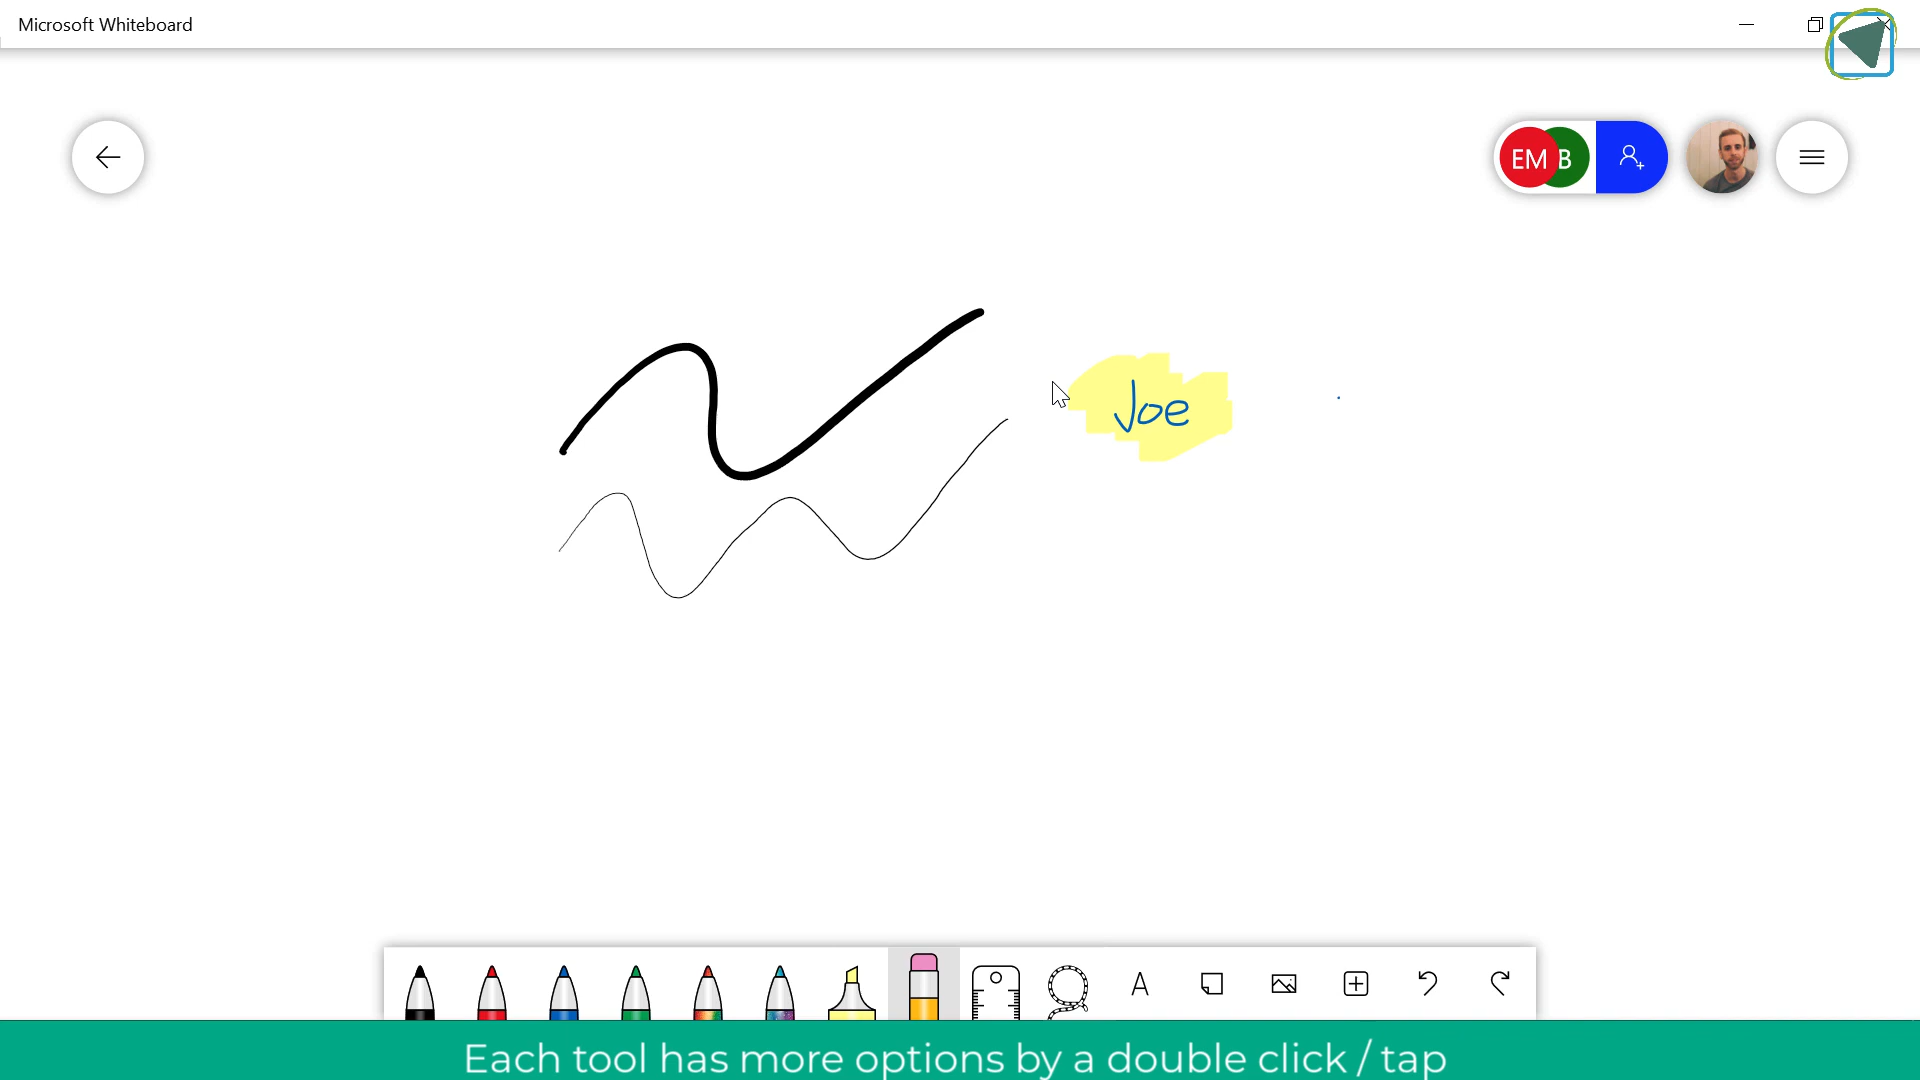 Microsoft Whiteboard
EM B
Joe
A
Each tool has more options by a double click / tap